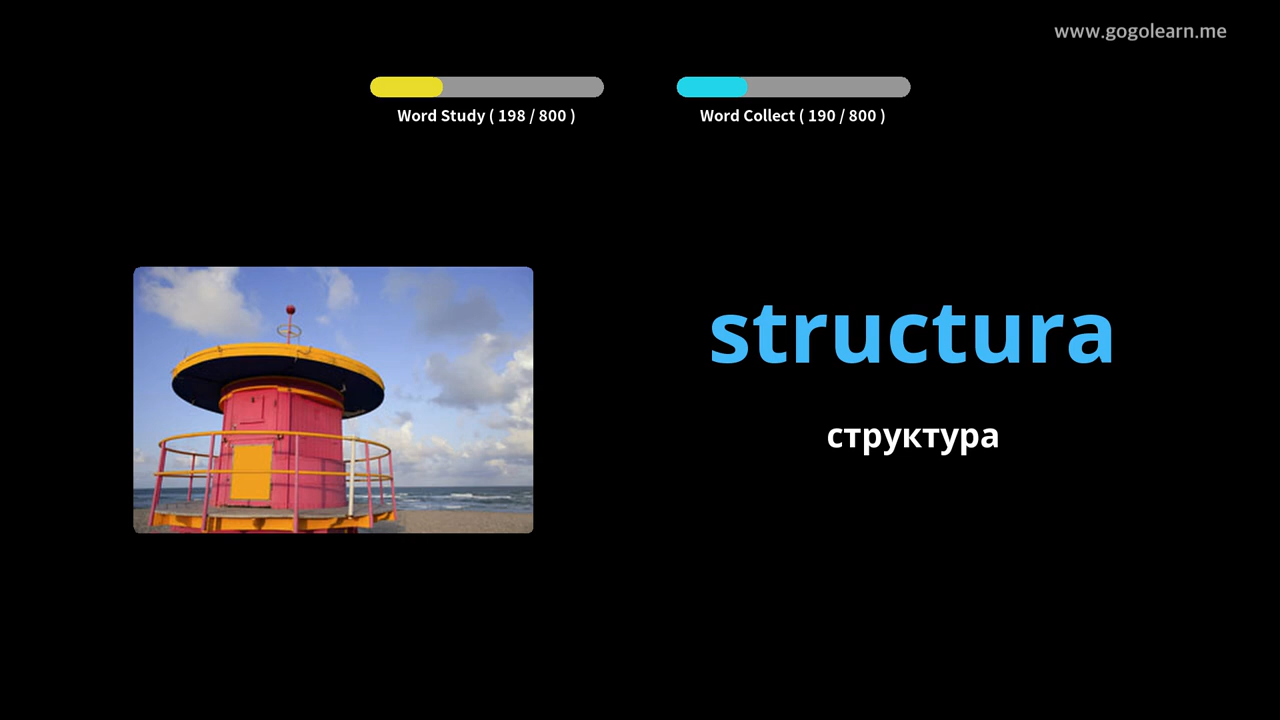 www.gogolearn.me
Word Study ( 198 / 800 )
Word Collect ( 190 / 800 )
structura
структура